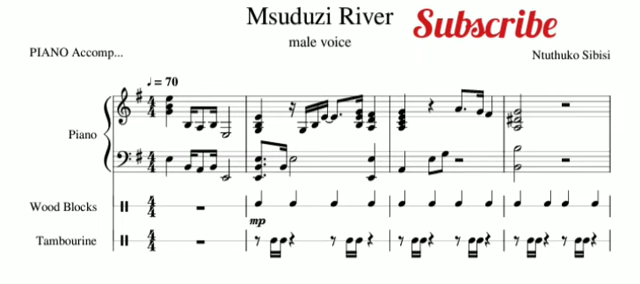 Msuduzi River
Subscribe
male voice
PIANO Accomp...
Ntuthuko Sibisi
♩ = 70
Piano
Wood Blocks
mp
Tambourine